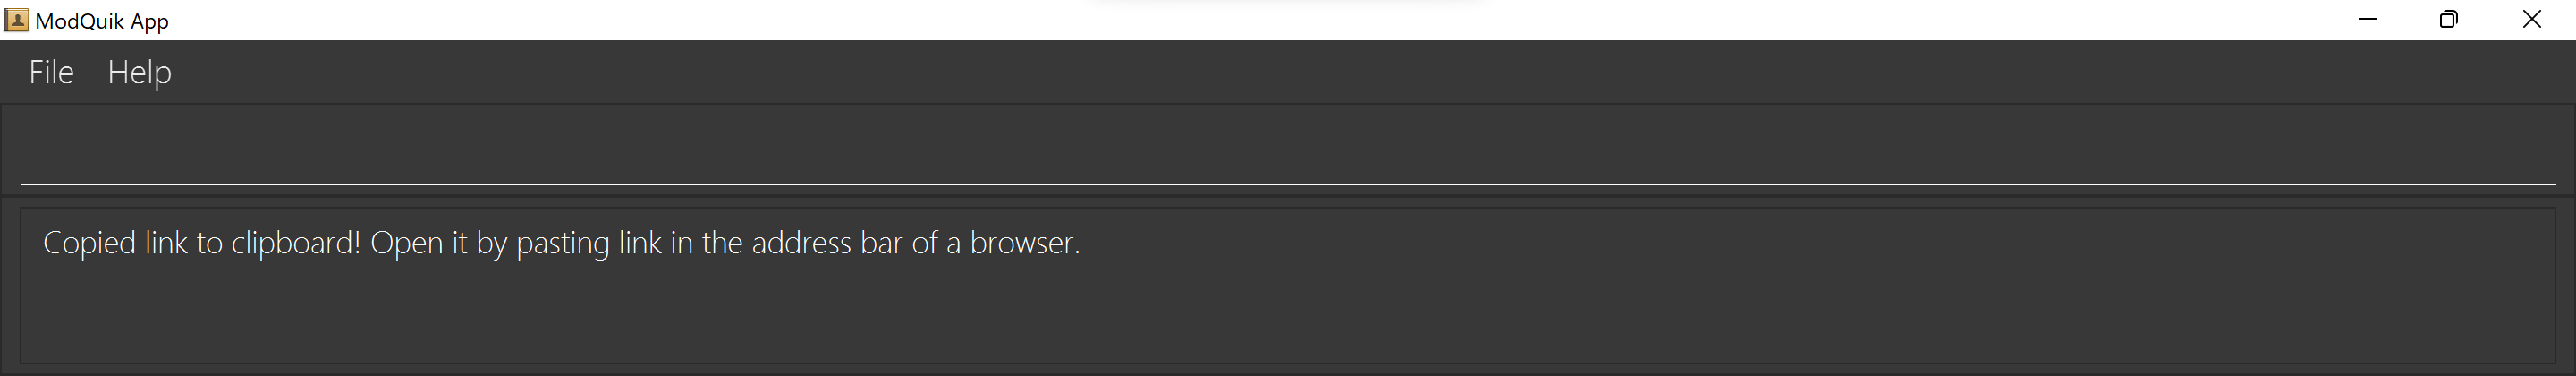 ModQuik App
File Help
Copied link to clipboard! Open it by pasting link in the address bar of a browser.